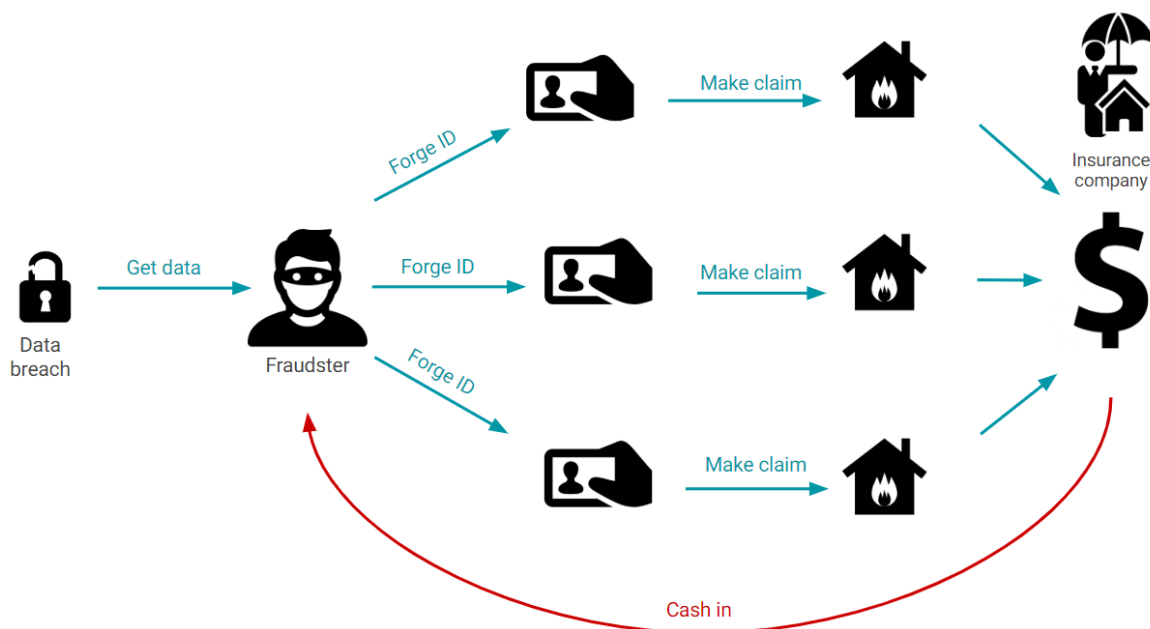 Make claim
Forge ID
Insurance
company
Get data
Forge ID
Make claim
Data
breach
Fraudster
Forge ID
Make claim
Cash in